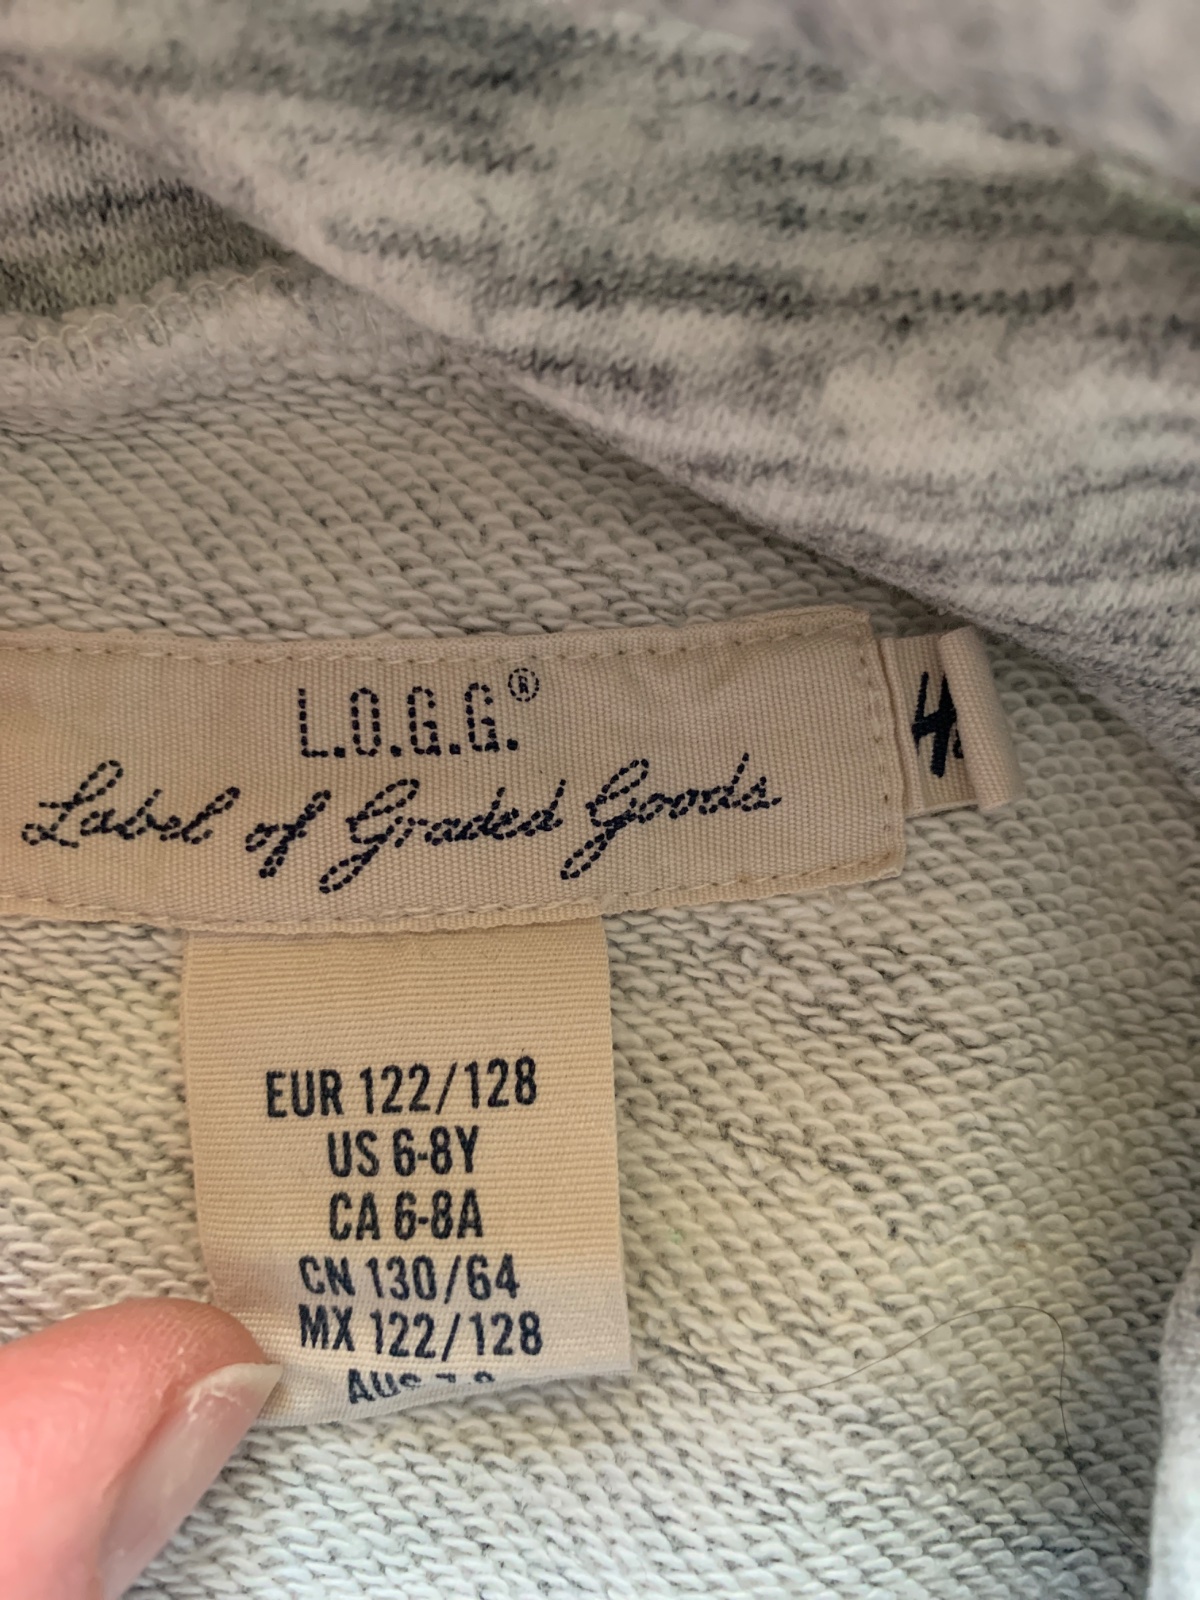 L.O.G.G.®
Label of Graded Goods
EUR 122/128
US 6-8Y
CA 6-8A
CN 130/64
MX 122/128
AUS